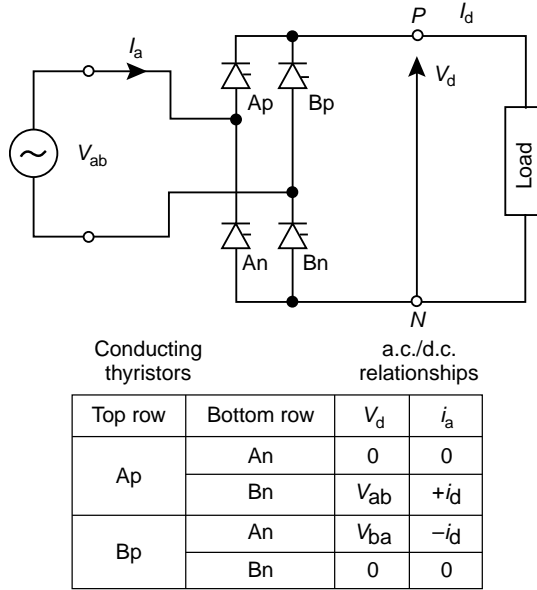 P
I_d
I_a
Ap
Bp
V_d
V_ab
Load
An
Bn
N
Conducting thyristors
a.c./d.c. relationships
Top row Bottom row V_d i_a
Ap An 0 0
Bn V_ab +i_d
Bp An V_ba –i_d
Bn 0 0